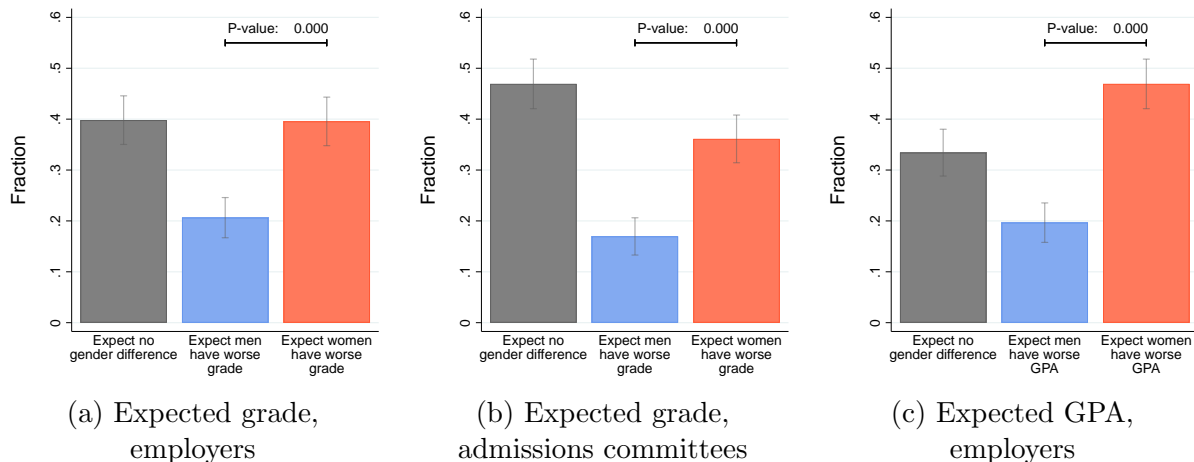 Fraction
0 .1 .2 .3 .4 .5 .6
P-value: 0.000
Expect no
gender difference
Expect men
have worse
grade
Expect women
have worse
grade
(a) Expected grade,
employers
Fraction
0 .1 .2 .3 .4 .5 .6
P-value: 0.000
Expect no
gender difference
Expect men
have worse
grade
Expect women
have worse
grade
(b) Expected grade,
admissions committees
Fraction
0 .1 .2 .3 .4 .5 .6
P-value: 0.000
Expect no
gender difference
Expect men
have worse
GPA
Expect women
have worse
GPA
(c) Expected GPA,
employers